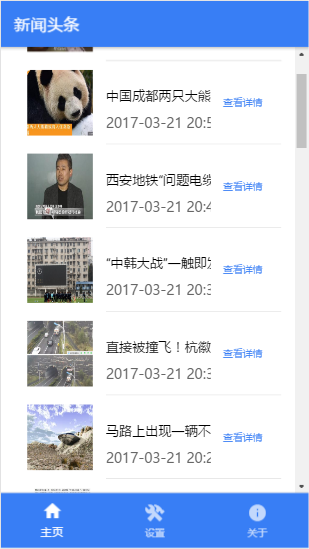 新闻头条
中国成都两只大熊
2017-03-21 20:5
查看详情
西安地铁“问题电缆
2017-03-21 20:4
查看详情
“中韩大战”一触即发
2017-03-21 20:3
查看详情
直接被撞飞！杭徽
2017-03-21 20:3
查看详情
马路上出现一辆不
2017-03-21 20:2
查看详情
主页
设置
关于